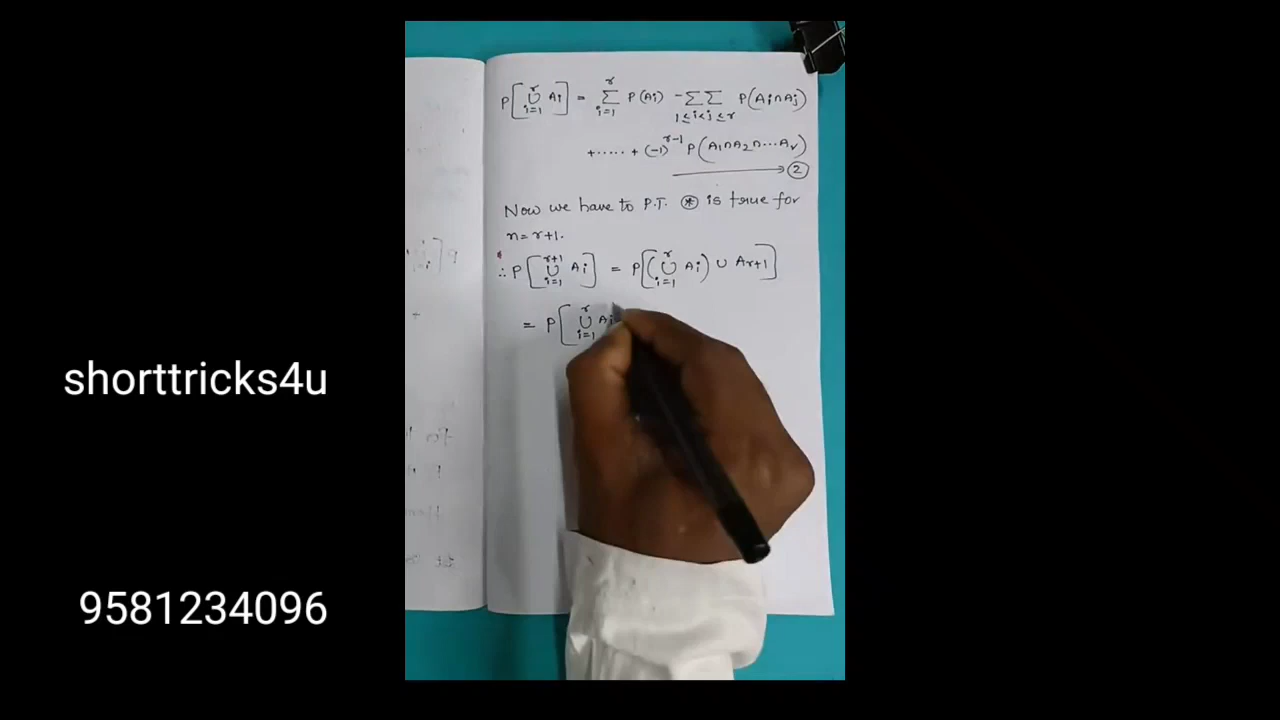 P[⋃_{i=1}^{r} Ai] = Σ_{i=1}^{r} P(Ai) - ΣΣ_{1≤i<j≤r} P(Ai∩Aj)
+...... + (-1)^{r-1} P(A1∩A2∩...Ar)
→ ②
Now we have to P.T. ⊛ is true for
n=r+1.
∴ P[⋃_{i=1}^{r+1} Ai] = P[(⋃_{i=1}^{r} Ai) ∪ Ar+1]
= P[⋃_{i=1}^{r} Ai
shorttricks4u
9581234096